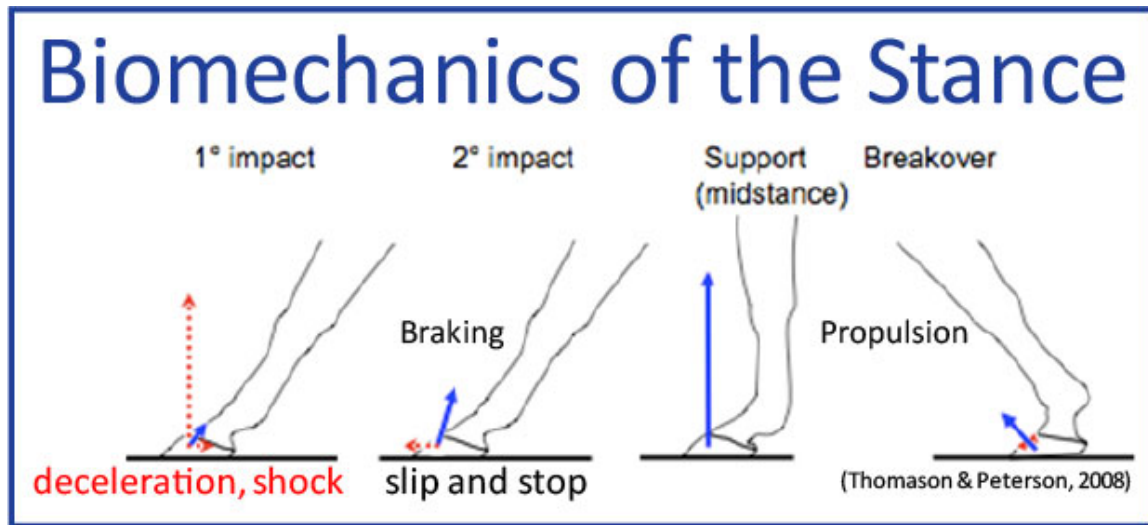 Biomechanics of the Stance
1° impact
2° impact
Support
(midstance)
Breakover
Braking
Propulsion
deceleration, shock
slip and stop
(Thomason & Peterson, 2008)